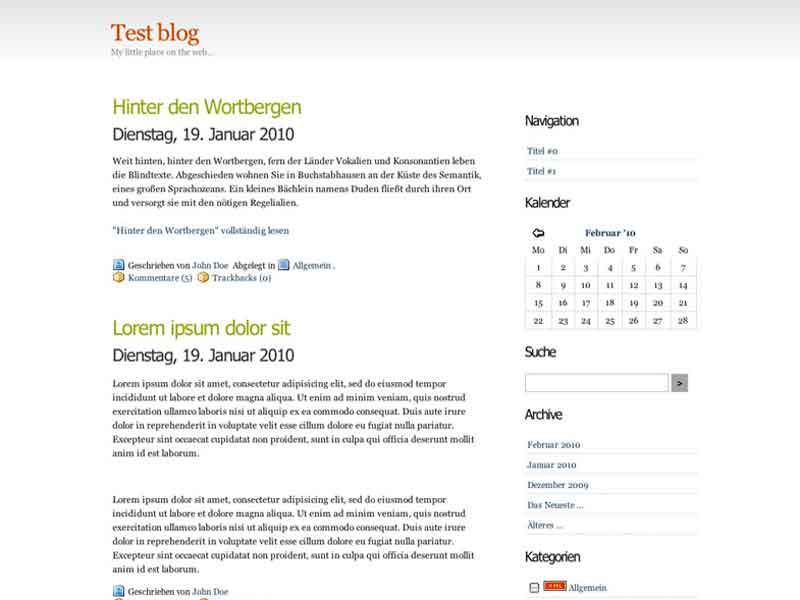 Test blog
My little place on the web...
Hinter den Wortbergen
Dienstag, 19. Januar 2010
Weit hinten, hinter den Wortbergen, fern der Länder Vokalien und Konsonantien leben
die Blindtexte. Abgeschieden wohnen Sie in Buchstabhausen an der Küste des Semantik,
eines großen Sprachozeans. Ein kleines Bächlein namens Duden fließt durch ihren Ort
und versorgt sie mit den nötigen Regelialien.
"Hinter den Wortbergen" vollständig lesen
Geschrieben von John Doe Abgelegt in Allgemein .
Kommentare (5) Trackbacks (0)
Lorem ipsum dolor sit
Dienstag, 19. Januar 2010
Lorem ipsum dolor sit amet, consectetur adipisicing elit, sed do eiusmod tempor
incididunt ut labore et dolore magna aliqua. Ut enim ad minim veniam, quis nostrud
exercitation ullamco laboris nisi ut aliquip ex ea commodo consequat. Duis aute irure
dolor in reprehenderit in voluptate velit esse cillum dolore eu fugiat nulla pariatur.
Excepteur sint occaecat cupidatat non proident, sunt in culpa qui officia deserunt mollit
anim id est laborum.
Lorem ipsum dolor sit amet, consectetur adipisicing elit, sed do eiusmod tempor
incididunt ut labore et dolore magna aliqua. Ut enim ad minim veniam, quis nostrud
exercitation ullamco laboris nisi ut aliquip ex ea commodo consequat. Duis aute irure
dolor in reprehenderit in voluptate velit esse cillum dolore eu fugiat nulla pariatur.
Excepteur sint occaecat cupidatat non proident, sunt in culpa qui officia deserunt mollit
anim id est laborum.
Geschrieben von John Doe
Navigation
Titel #0
Titel #1
Kalender
Februar '10
Mo Di Mi Do Fr Sa So
1 2 3 4 5 6 7
8 9 10 11 12 13 14
15 16 17 18 19 20 21
22 23 24 25 26 27 28
Suche
>
Archive
Februar 2010
Januar 2010
Dezember 2009
Das Neueste ...
Älteres ...
Kategorien
XML Allgemein